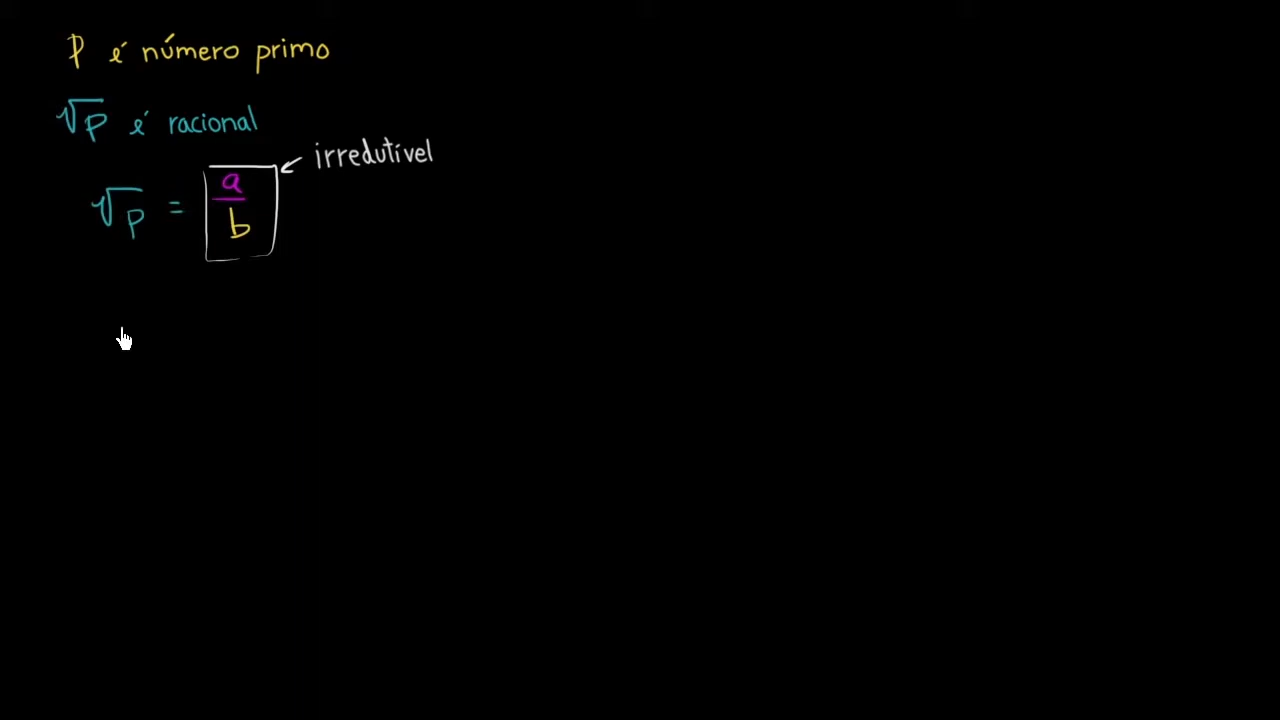 P é número primo
√P é racional
irredutível
√P = a/b